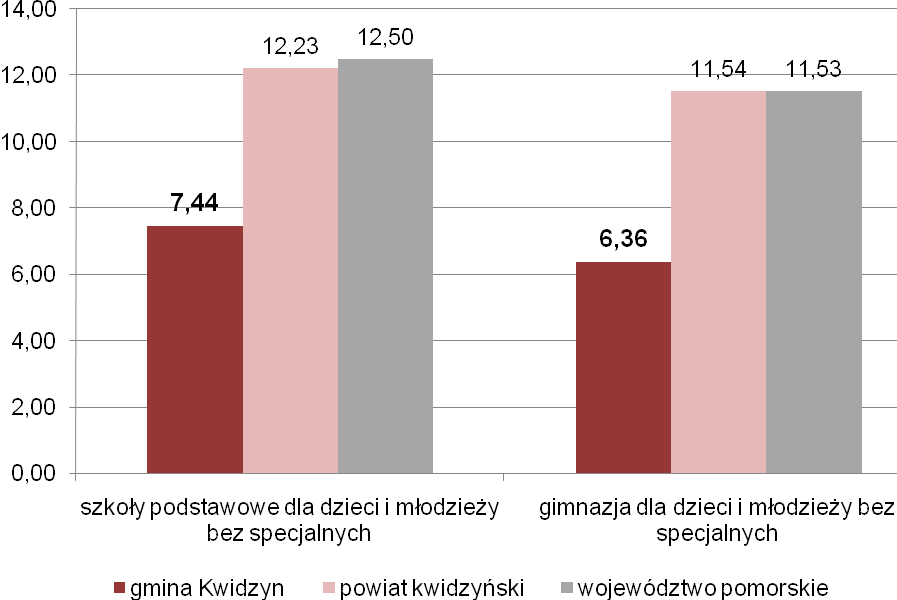 14,00
12,00
10,00
8,00
6,00
4,00
2,00
0,00
7,44
12,23
12,50
6,36
11,54
11,53
szkoły podstawowe dla dzieci i młodzieży
bez specjalnych
gimnazja dla dzieci i młodzieży bez
specjalnych
gmina Kwidzyn
powiat kwidzyński
województwo pomorskie